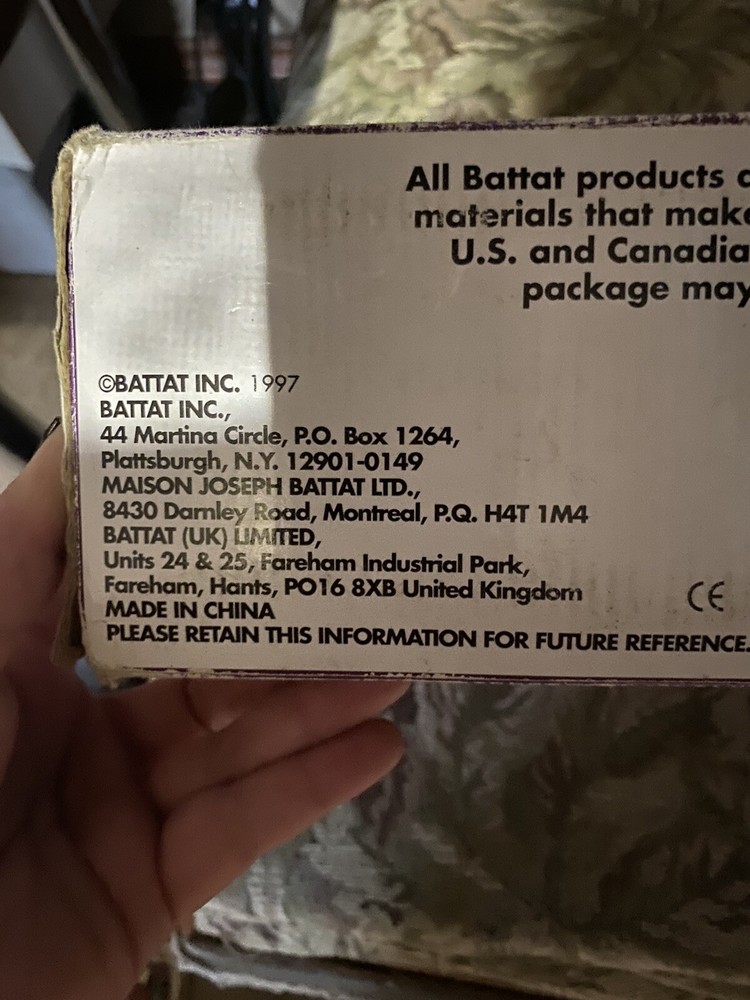 All Battat products
materials that make
U.S. and Canadia
package may
©BATTAT INC. 1997
BATTAT INC.,
44 Martina Circle, P.O. Box 1264,
Plattsburgh, N.Y. 12901-0149
MAISON JOSEPH BATTAT LTD.,
8430 Darnley Road, Montreal, P.Q. H4T 1M4
BATTAT (UK) LIMITED,
Units 24 & 25, Fareham Industrial Park,
Fareham, Hants, PO16 8XB United Kingdom
CE
MADE IN CHINA
PLEASE RETAIN THIS INFORMATION FOR FUTURE REFERENCE.